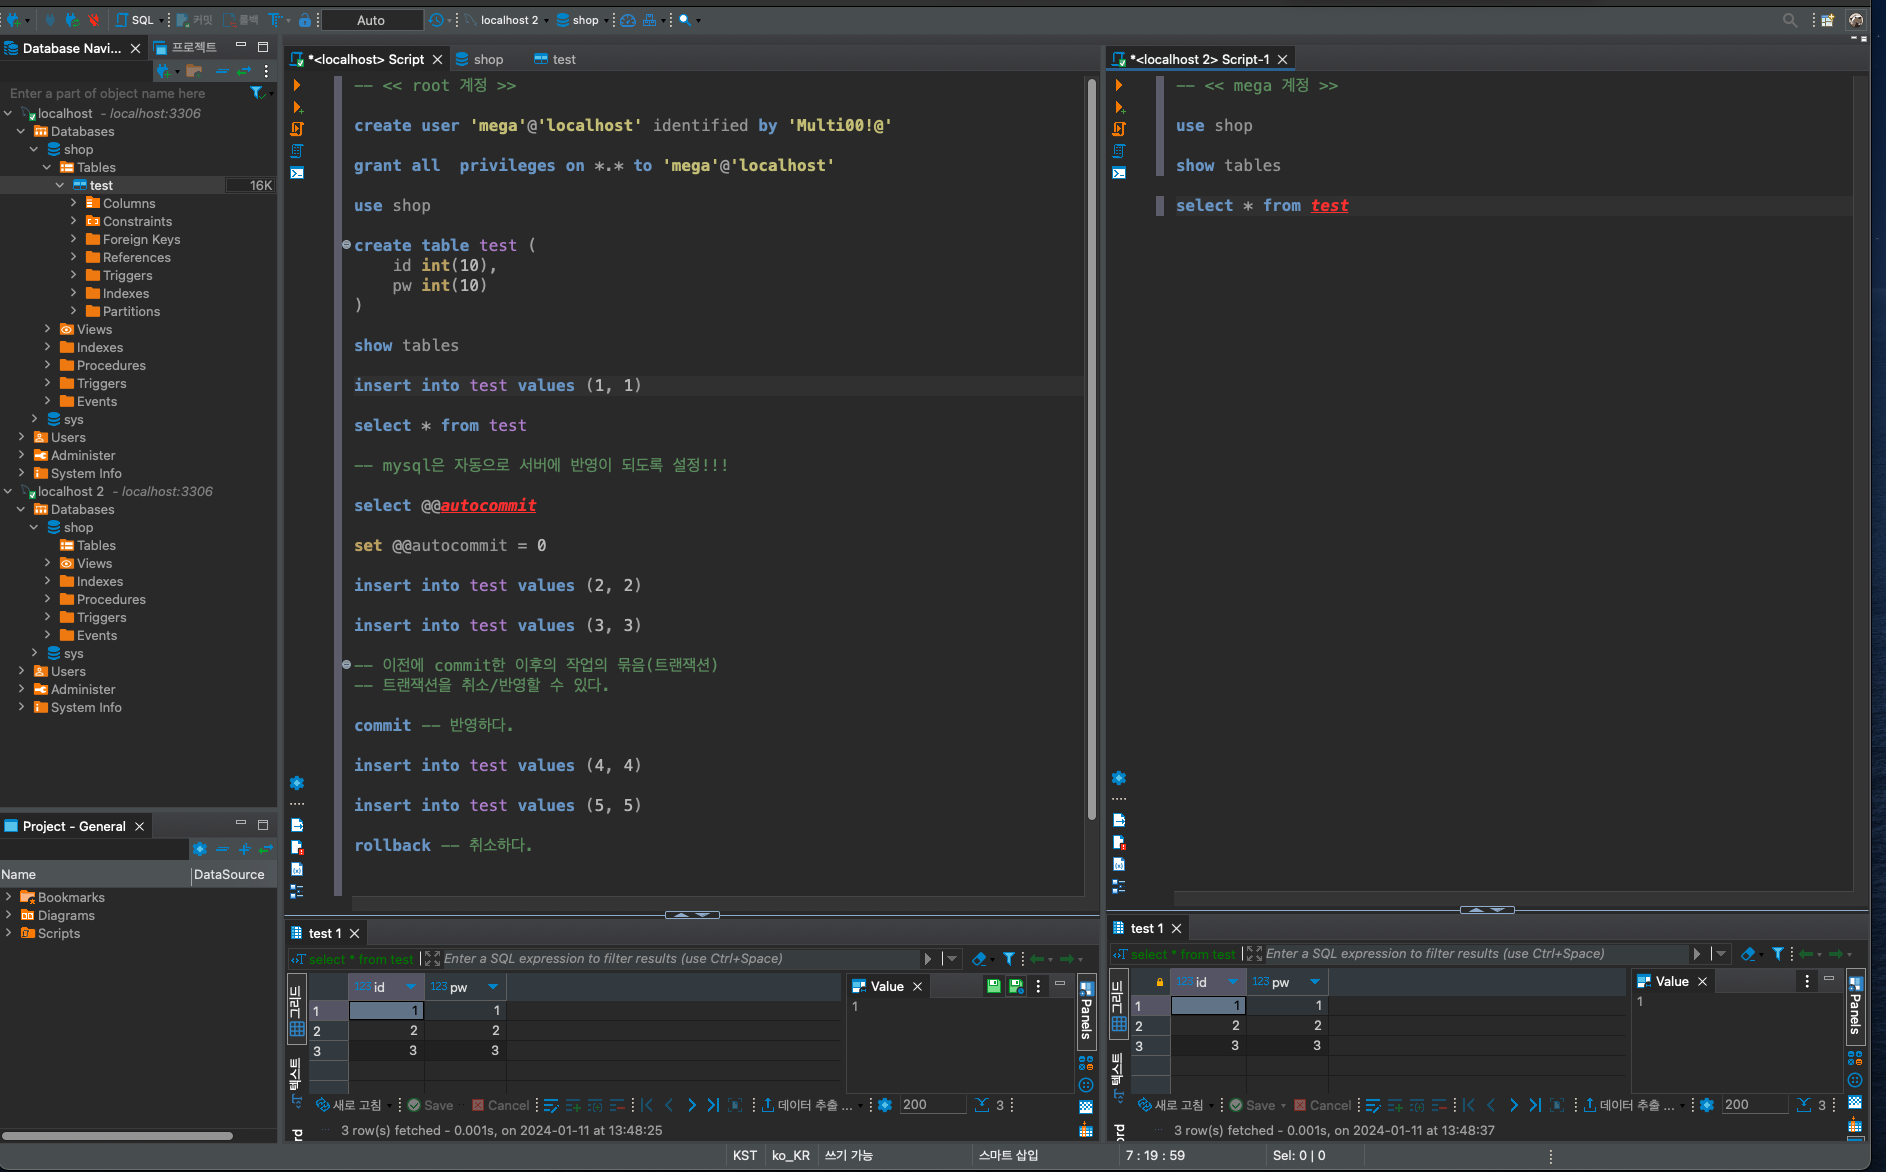 SQL 커밋 롤백 Auto localhost 2 shop
Database Navi... 프로젝트
Enter a part of object name here
localhost - localhost:3306
Databases
shop
Tables
test 16K
Columns
Constraints
Foreign Keys
References
Triggers
Indexes
Partitions
Views
Indexes
Procedures
Triggers
Events
sys
Users
Administer
System Info
localhost 2 - localhost:3306
Databases
shop
Tables
Views
Indexes
Procedures
Triggers
Events
sys
Users
Administer
System Info
Project - General
Name DataSource
Bookmarks
Diagrams
Scripts
*<localhost> Script shop test
-- << root 계정 >>
create user 'mega'@'localhost' identified by 'Multi00!@'
grant all  privileges on *.* to 'mega'@'localhost'
use shop
create table test (
    id int(10),
    pw int(10)
)
show tables
insert into test values (1, 1)
select * from test
-- mysql은 자동으로 서버에 반영이 되도록 설정!!!
select @@autocommit
set @@autocommit = 0
insert into test values (2, 2)
insert into test values (3, 3)
-- 이전에 commit한 이후의 작업의 묶음(트랜잭션)
-- 트랜잭션을 취소/반영할 수 있다.
commit -- 반영하다.
insert into test values (4, 4)
insert into test values (5, 5)
rollback -- 취소하다.
test 1
select * from test Enter a SQL expression to filter results (use Ctrl+Space)
그리드
텍스트
123 id 123 pw
1 1 1
2 2 2
3 3 3
Value
1
Panels
새로 고침 Save Cancel 데이터 추출 ... 200 3
3 row(s) fetched - 0.001s, on 2024-01-11 at 13:48:25
*<localhost 2> Script-1
-- << mega 계정 >>
use shop
show tables
select * from test
test 1
select * from test Enter a SQL expression to filter results (use Ctrl+Space)
그리드
텍스트
123 id 123 pw
1 1 1
2 2 2
3 3 3
Value
1
Panels
새로 고침 Save Cancel 데이터 추출 ... 200 3
3 row(s) fetched - 0.001s, on 2024-01-11 at 13:48:37
KST ko_KR 쓰기 가능 스마트 삽입 7 : 19 : 59 Sel: 0 | 0